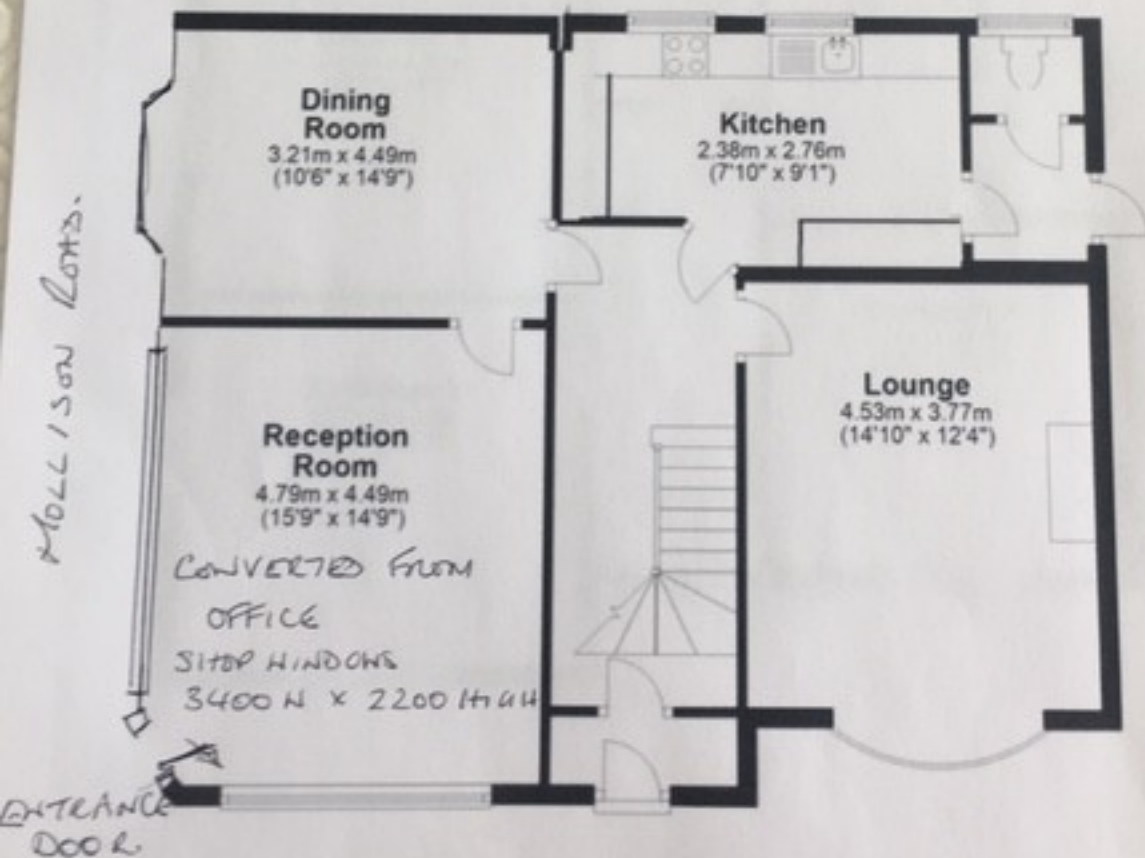 Dining
Room
3.21m x 4.49m
(10'6" x 14'9")
Kitchen
2.38m x 2.76m
(7'10" x 9'1")
MOLLISON ROAD.
Lounge
4.53m x 3.77m
(14'10" x 12'4")
Reception
Room
4.79m x 4.49m
(15'9" x 14'9")
CONVERTED FROM
OFFICE
SHOP WINDOWS
3400 W x 2200 HIGH
ENTRANCE
DOOR